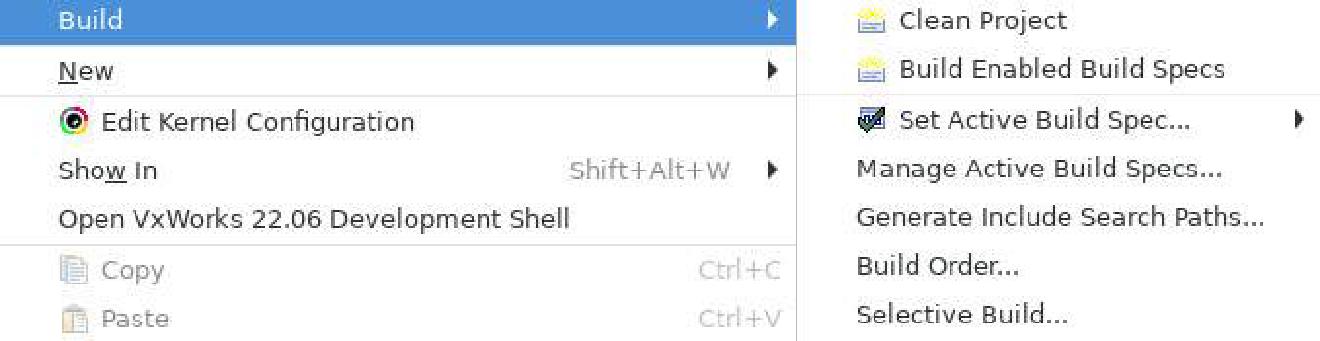 Build
New
Edit Kernel Configuration
Show In Shift+Alt+W
Open VxWorks 22.06 Development Shell
Copy Ctrl+C
Paste Ctrl+V
Clean Project
Build Enabled Build Specs
Set Active Build Spec...
Manage Active Build Specs...
Generate Include Search Paths...
Build Order...
Selective Build...